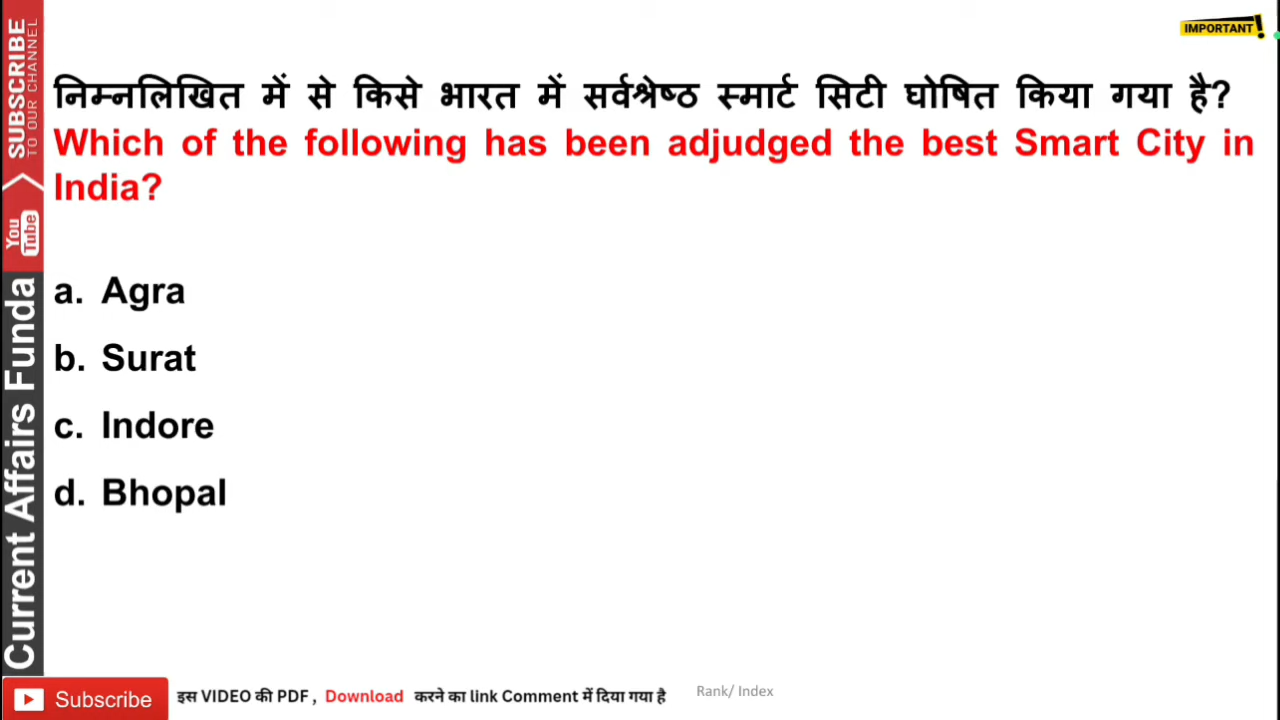 IMPORTANT!
निम्नलिखित में से किसे भारत में सर्वश्रेष्ठ स्मार्ट सिटी घोषित किया गया है?
Which of the following has been adjudged the best Smart City in
India?
a. Agra
b. Surat
c. Indore
d. Bhopal
SUBSCRIBE
TO OUR CHANNEL
YouTube
Current Affairs Funda
Subscribe
इस VIDEO की PDF , Download करने का link Comment में दिया गया है
Rank/ Index